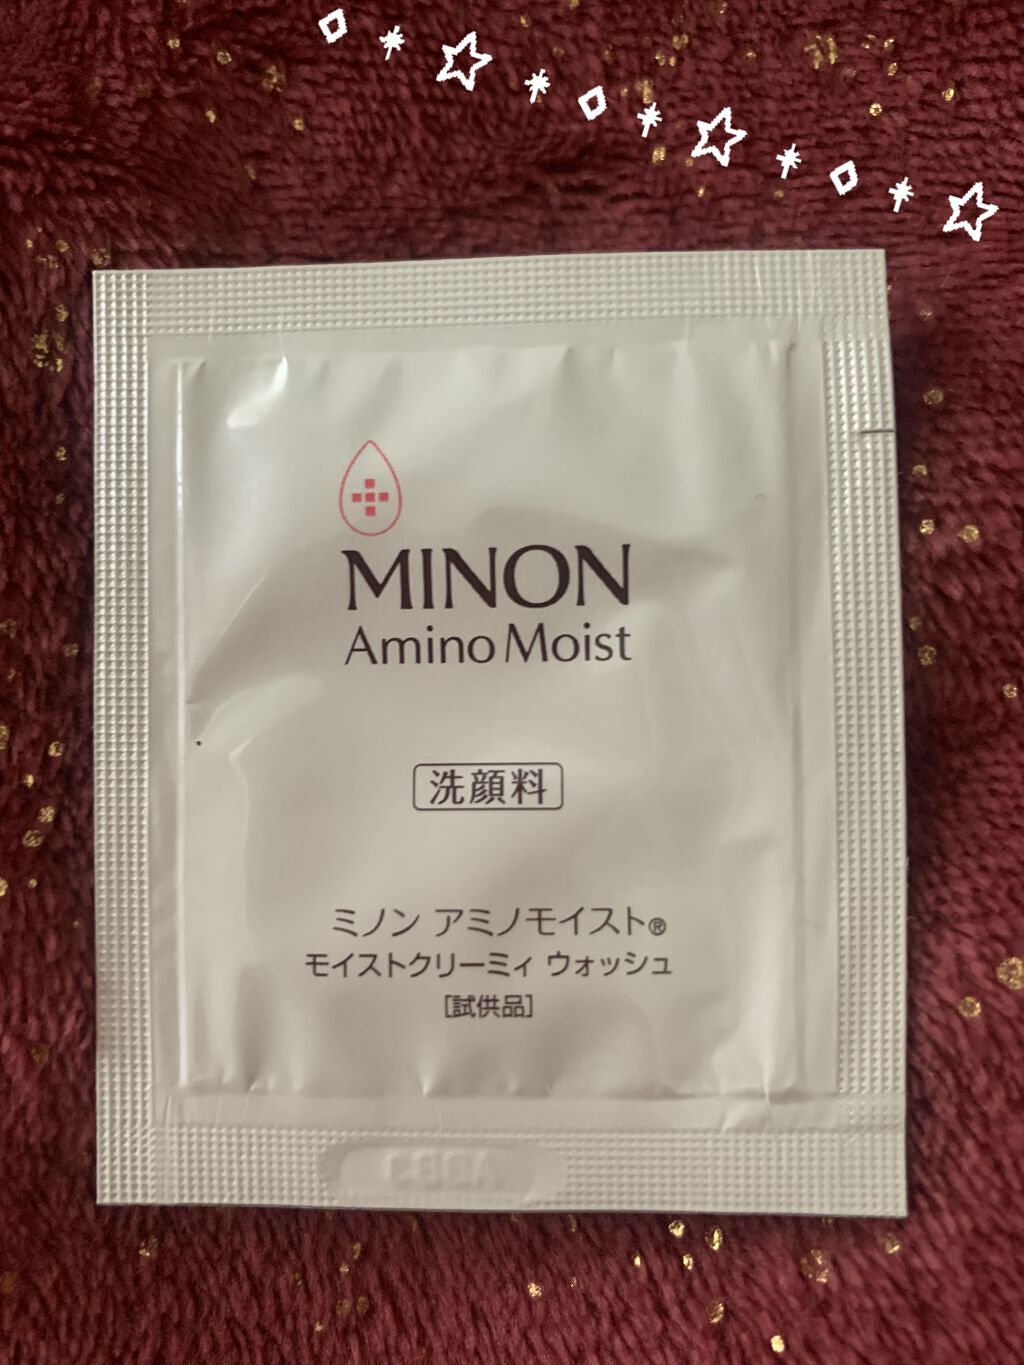 MINON
Amino Moist
洗顔料
ミノン アミノモイスト®
モイストクリーミィ ウォッシュ
[試供品]